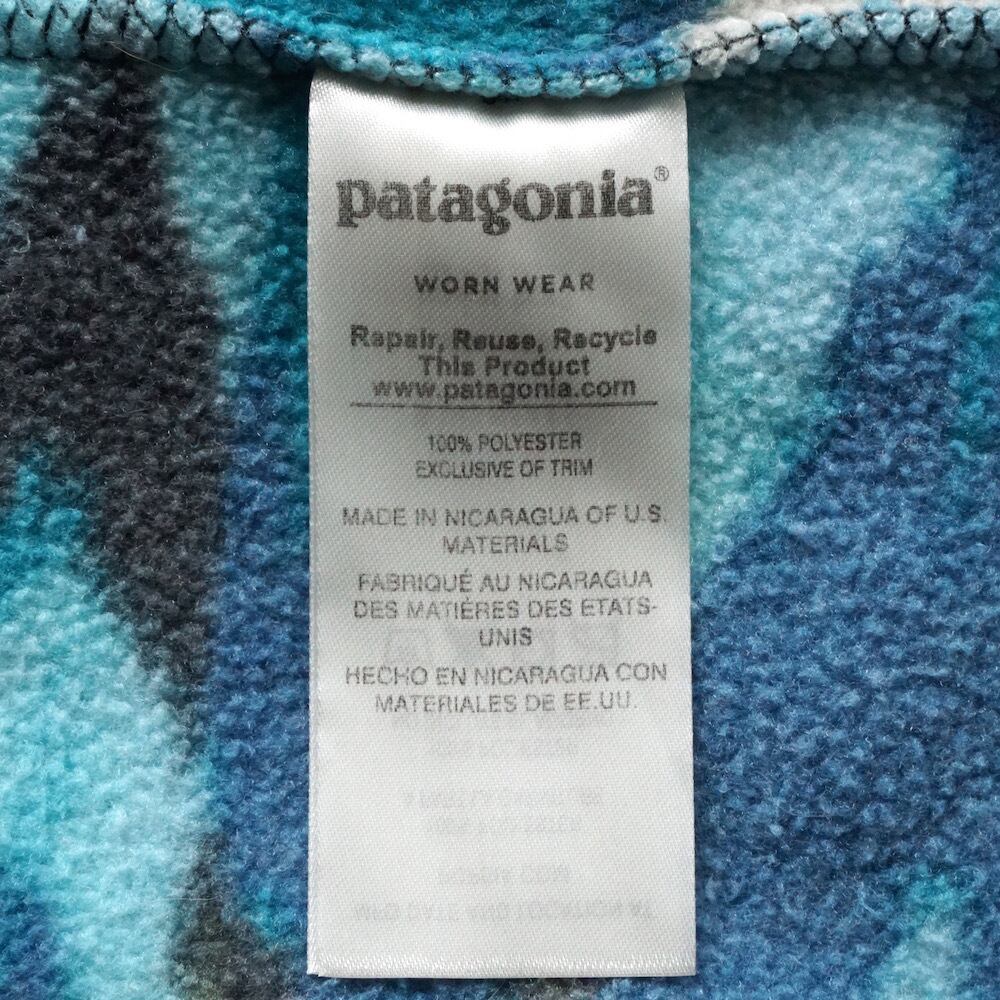 patagonia®
WORN WEAR
Repair, Reuse, Recycle
This Product
www.patagonia.com
100% POLYESTER
EXCLUSIVE OF TRIM
MADE IN NICARAGUA OF U.S.
MATERIALS
FABRIQUÉ AU NICARAGUA
DES MATIÈRES DES ETATS-
UNIS
HECHO EN NICARAGUA CON
MATERIALES DE EE.UU.